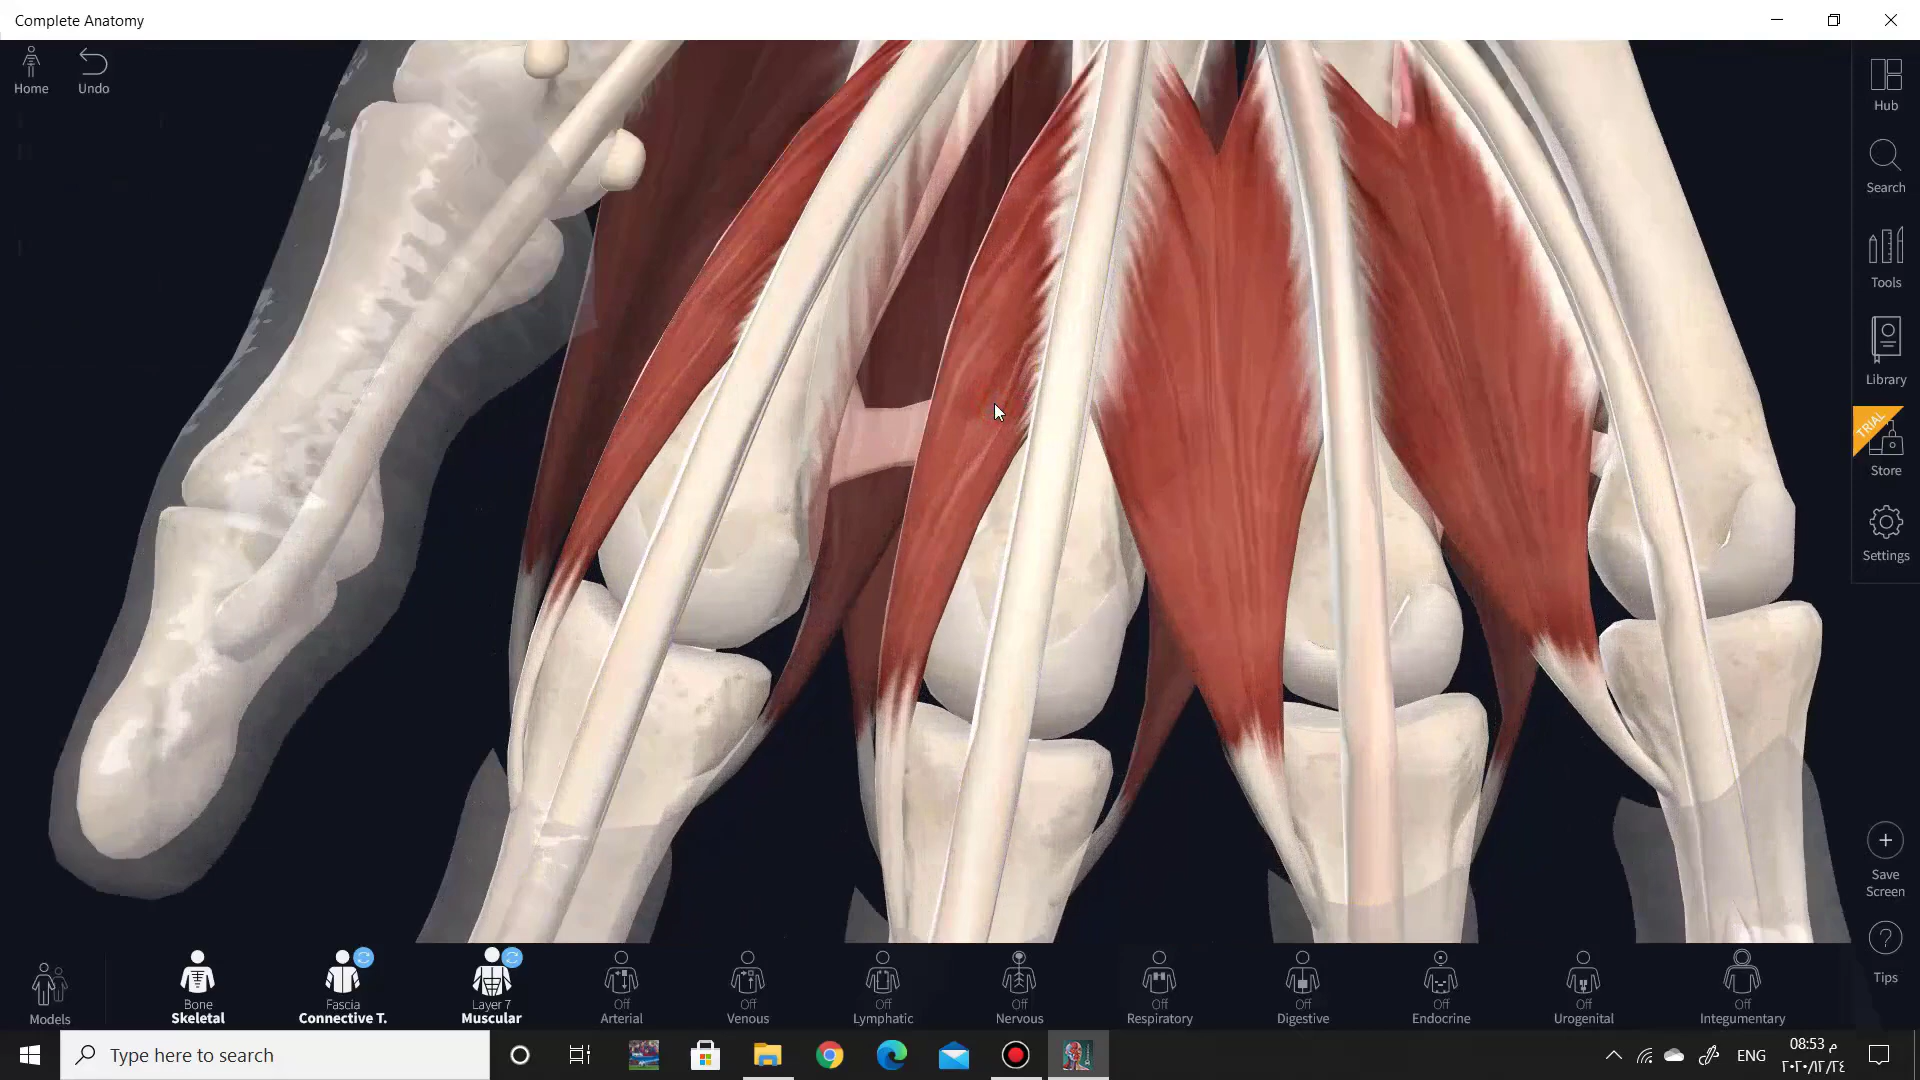 Complete Anatomy
Home
Undo
Hub
Search
Tools
Library
TRIAL
Store
Settings
Save
Screen
Tips
Models
Bone
Skeletal
Fascia
Connective T.
Layer 7
Muscular
Off
Arterial
Off
Venous
Off
Lymphatic
Off
Nervous
Off
Respiratory
Off
Digestive
Off
Endocrine
Off
Urogenital
Off
Integumentary
Type here to search
ENG
08:53 م
٢٠٢٠/١٢/٢٤